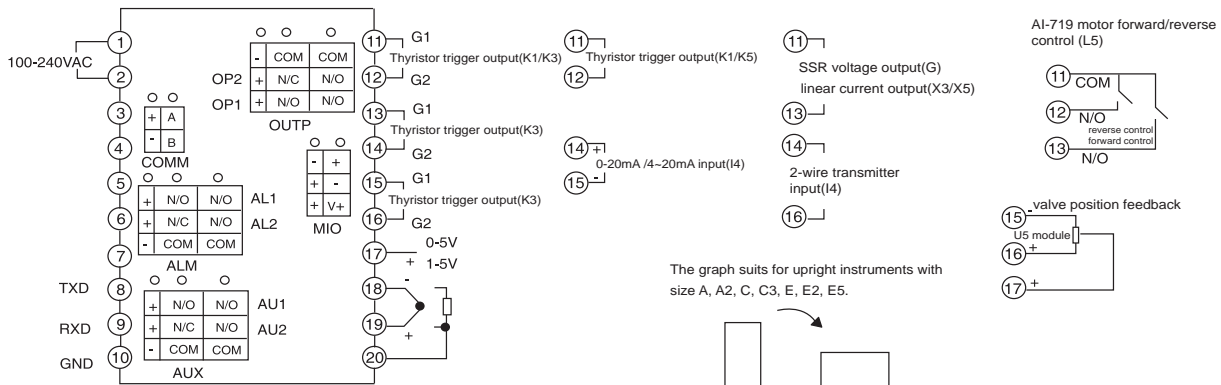 100-240VAC
1
2
3
4
5
6
7
TXD 8
RXD 9
GND 10
+ A
- B
COMM
- COM COM
OP2 + N/C N/O
OP1 + N/O N/O
OUTP
- +
+ -
+ V+
MIO
+ N/O N/O AL1
+ N/C N/O AL2
- COM COM
ALM
+ N/O N/O AU1
+ N/C N/O AU2
- COM COM
AUX
11 G1
Thyristor trigger output(K1/K3)
12 G2
13 G1
Thyristor trigger output(K3)
14 G2
15 G1
Thyristor trigger output(K3)
16 G2
0-5V
17 +
1-5V
18 -
19 +
20
11
Thyristor trigger output(K1/K5)
12
14 +
0-20mA /4~20mA input(I4)
15 -
11
SSR voltage output(G)
linear current output(X3/X5)
13
14
2-wire transmitter
input(I4)
16
The graph suits for upright instruments with
size A, A2, C, C3, E, E2, E5.
AI-719 motor forward/reverse
control (L5)
11 COM
12 N/O
reverse control
forward control
13 N/O
15 - valve position feedback
U5 module
16 +
17 +